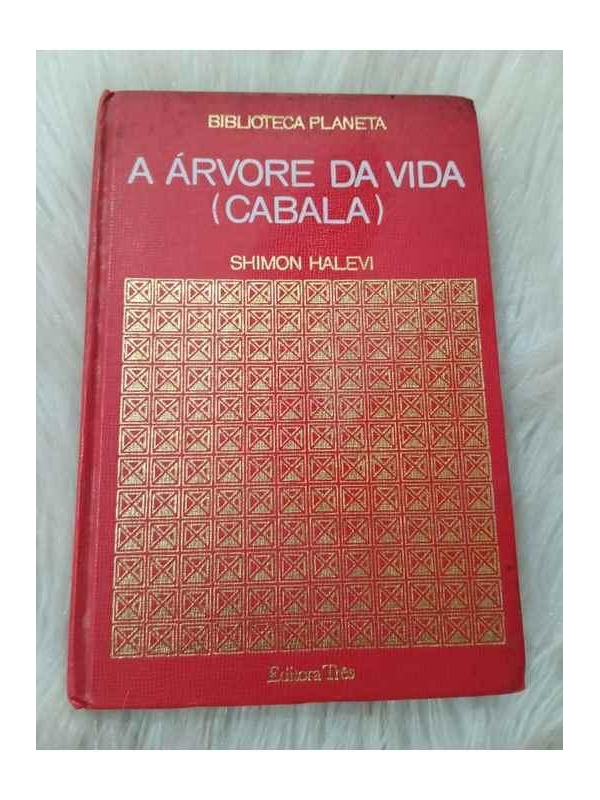 BIBLIOTECA PLANETA
A ÁRVORE DA VIDA
(CABALA)
SHIMON HALEVI
Editora Três